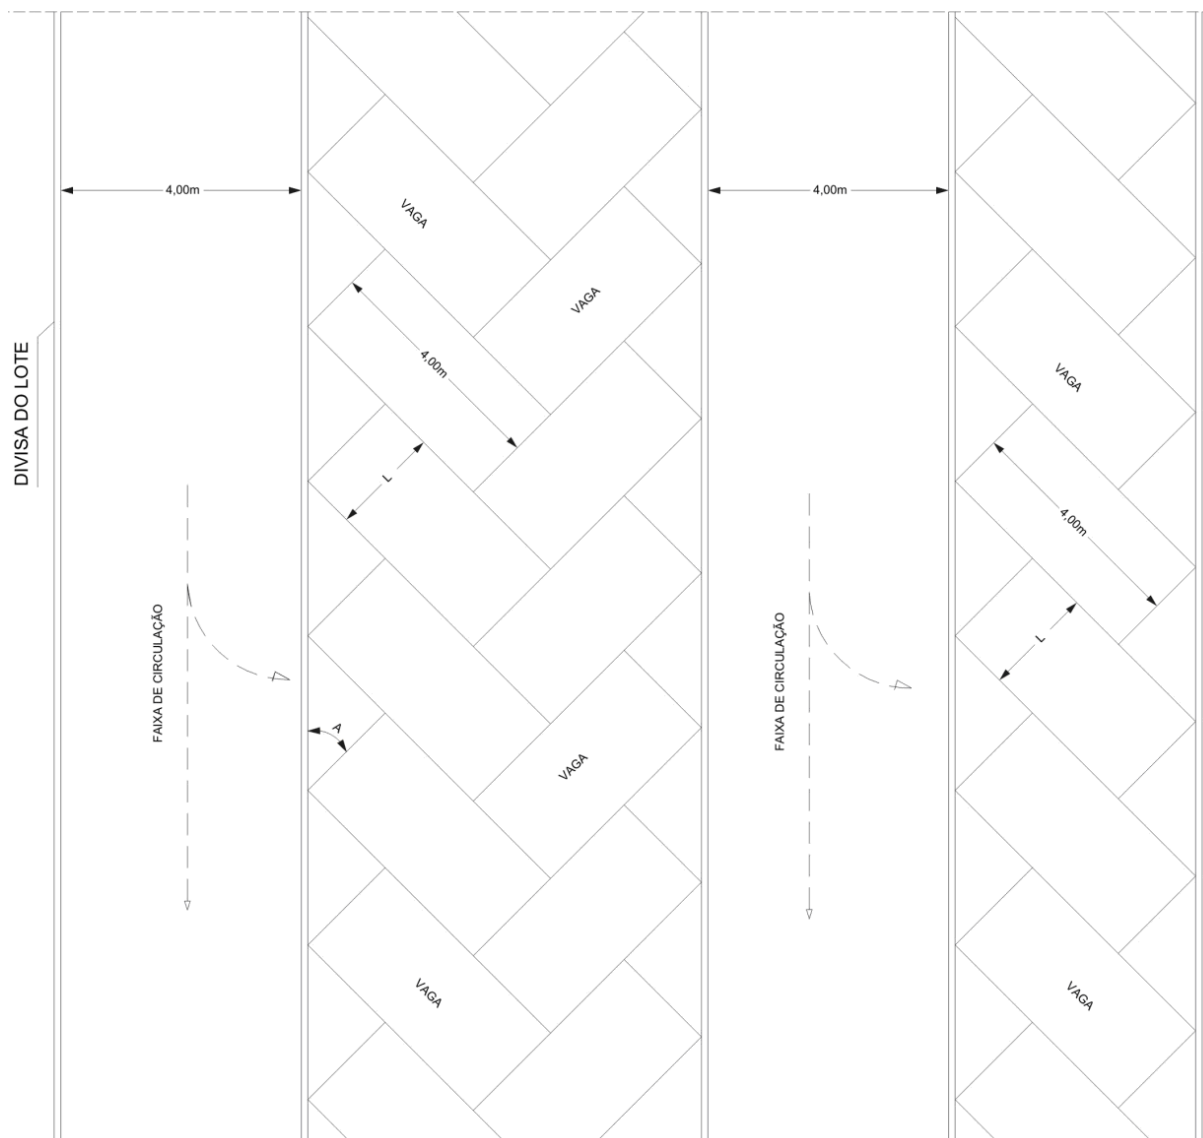 4,00m
4,00m
VAGA
VAGA
4,00m
VAGA
DIVISA DO LOTE
L
4,00m
L
FAIXA DE CIRCULAÇÃO
FAIXA DE CIRCULAÇÃO
A
VAGA
VAGA
VAGA